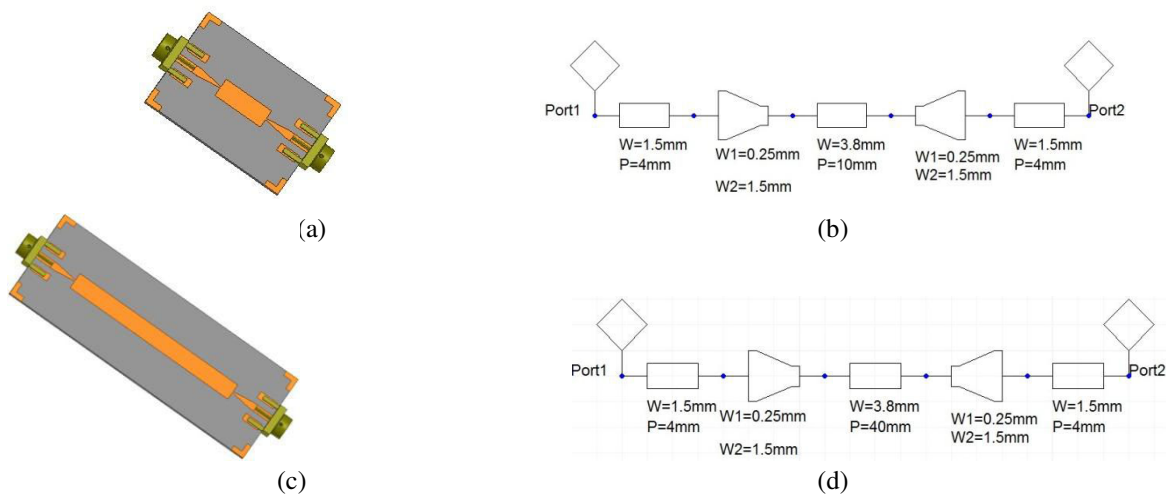 Port1
Port2
W=1.5mm
P=4mm
W1=0.25mm
W2=1.5mm
W=3.8mm
P=10mm
W1=0.25mm
W2=1.5mm
W=1.5mm
P=4mm
(a)
(b)
Port1
Port2
W=1.5mm
P=4mm
W1=0.25mm
W2=1.5mm
W=3.8mm
P=40mm
W1=0.25mm
W2=1.5mm
W=1.5mm
P=4mm
(c)
(d)